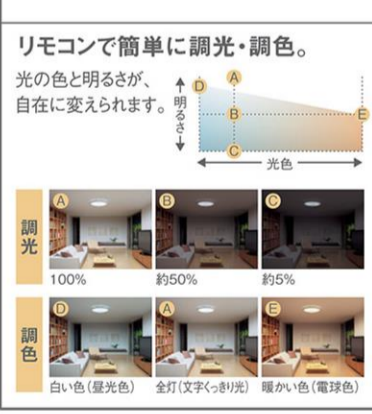 リモコンで簡単に調光・調色。
光の色と明るさが、
自在に変えられます。
明るさ
D
A
B
E
C
光色
調光
A
B
C
100%
約50%
約5%
調色
D
A
E
白い色(昼光色)
全灯(文字くっきり光)
暖かい色(電球色)